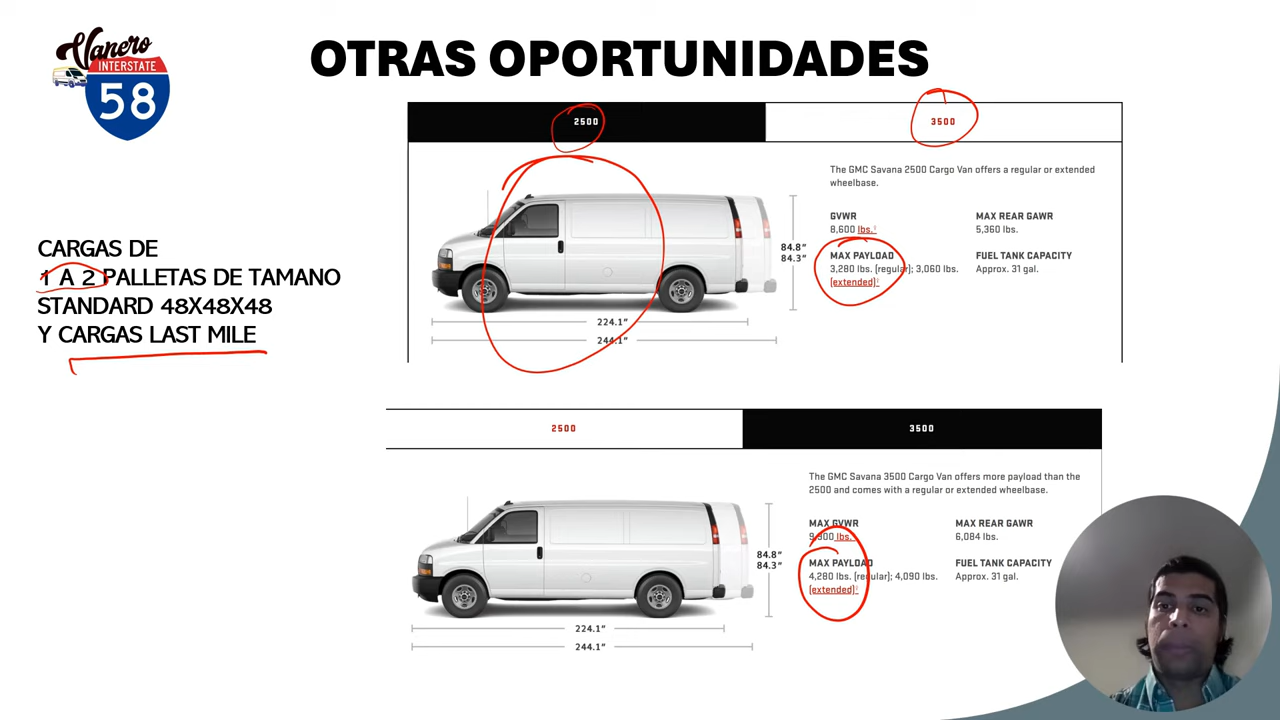 Vanero
INTERSTATE
58
OTRAS OPORTUNIDADES
CARGAS DE
1 A 2 PALLETAS DE TAMANO
STANDARD 48X48X48
Y CARGAS LAST MILE
2500
3500
The GMC Savana 2500 Cargo Van offers a regular or extended
wheelbase.
GVWR
8,600 lbs.
MAX REAR GAWR
5,360 lbs.
MAX PAYLOAD
3,280 lbs. (regular); 3,060 lbs.
(extended)
FUEL TANK CAPACITY
Approx. 31 gal.
84.8"
84.3"
224.1"
244.1"
2500
3500
The GMC Savana 3500 Cargo Van offers more payload than the
2500 and comes with a regular or extended wheelbase.
MAX GVWR
9,900 lbs.
MAX REAR GAWR
6,084 lbs.
MAX PAYLOAD
4,280 lbs. (regular); 4,090 lbs.
(extended)
FUEL TANK CAPACITY
Approx. 31 gal.
84.8"
84.3"
224.1"
244.1"